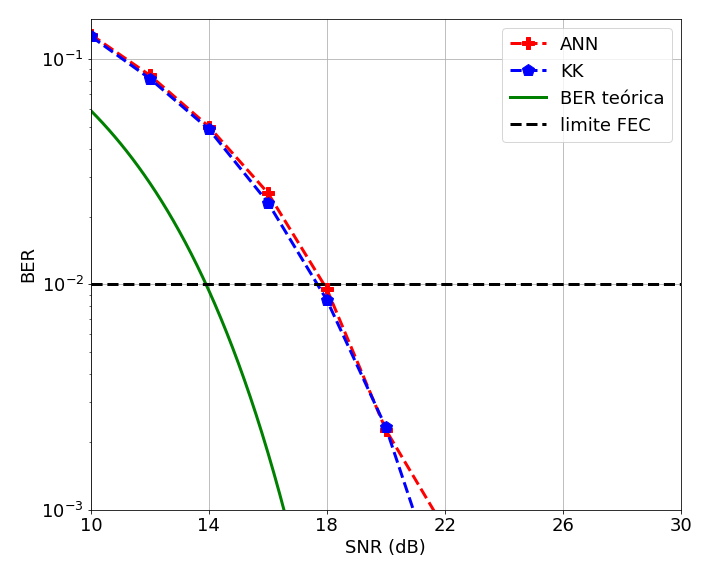 ANN
KK
BER teórica
limite FEC
10⁻¹
10⁻²
10⁻³
BER
10 14 18 22 26 30
SNR (dB)